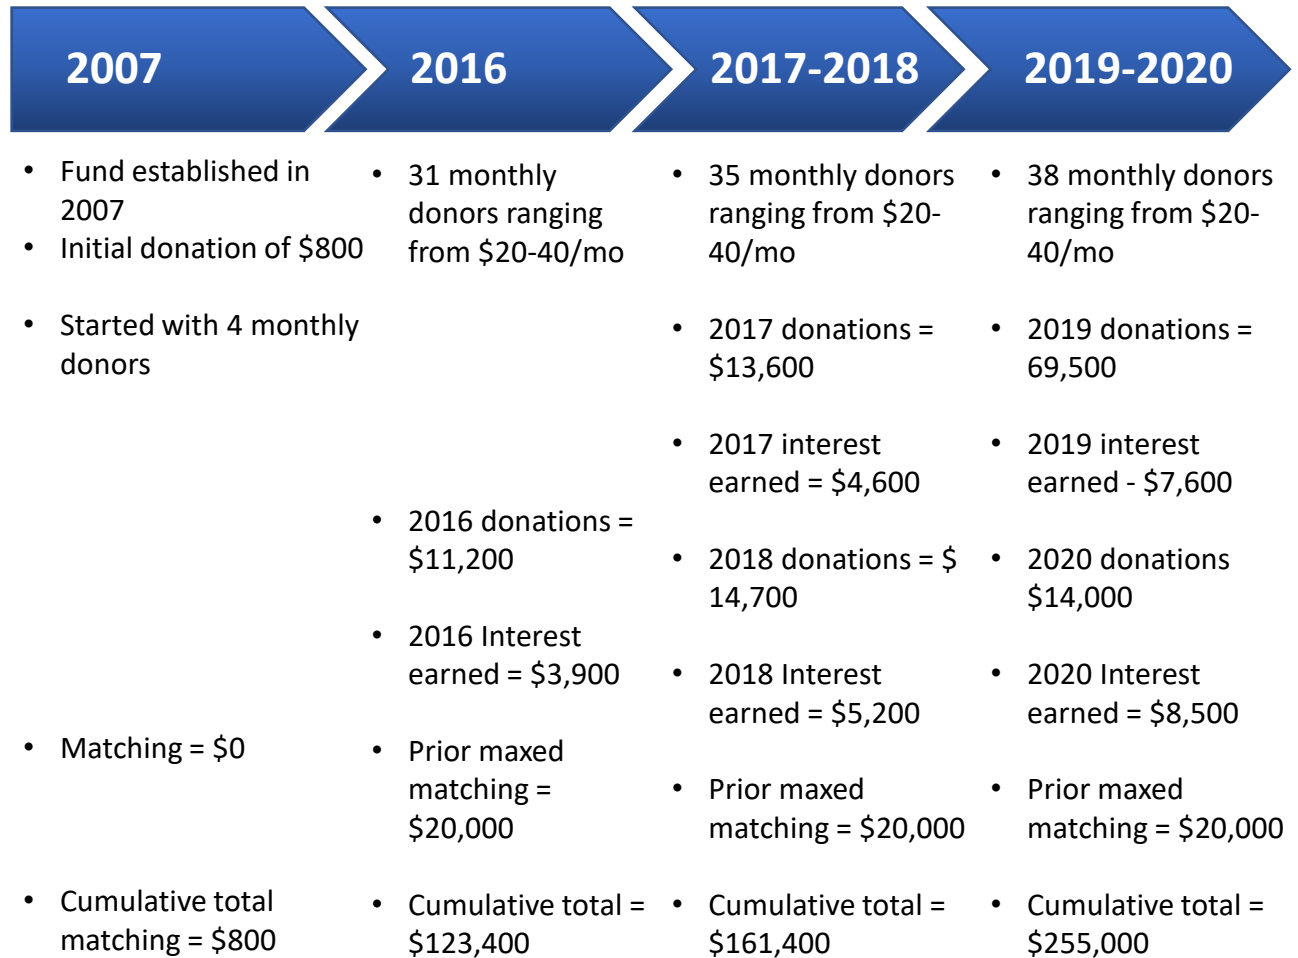 2007
2016
2017-2018
2019-2020
• Fund established in
2007
• Initial donation of $800
• Started with 4 monthly
donors
• Matching = $0
• Cumulative total
matching = $800
• 31 monthly
donors ranging
from $20-40/mo
• 2016 donations =
$11,200
• 2016 Interest
earned = $3,900
• Prior maxed
matching =
$20,000
• Cumulative total =
$123,400
• 35 monthly donors
ranging from $20-
40/mo
• 2017 donations =
$13,600
• 2017 interest
earned = $4,600
• 2018 donations = $
14,700
• 2018 Interest
earned = $5,200
• Prior maxed
matching = $20,000
• Cumulative total =
$161,400
• 38 monthly donors
ranging from $20-
40/mo
• 2019 donations =
69,500
• 2019 interest
earned - $7,600
• 2020 donations
$14,000
• 2020 Interest
earned = $8,500
• Prior maxed
matching = $20,000
• Cumulative total =
$255,000